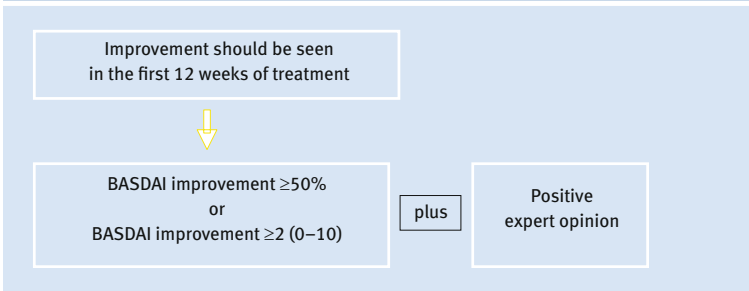 Improvement should be seen
in the first 12 weeks of treatment
BASDAI improvement ≥50%
or
BASDAI improvement ≥2 (0–10)
plus
Positive
expert opinion